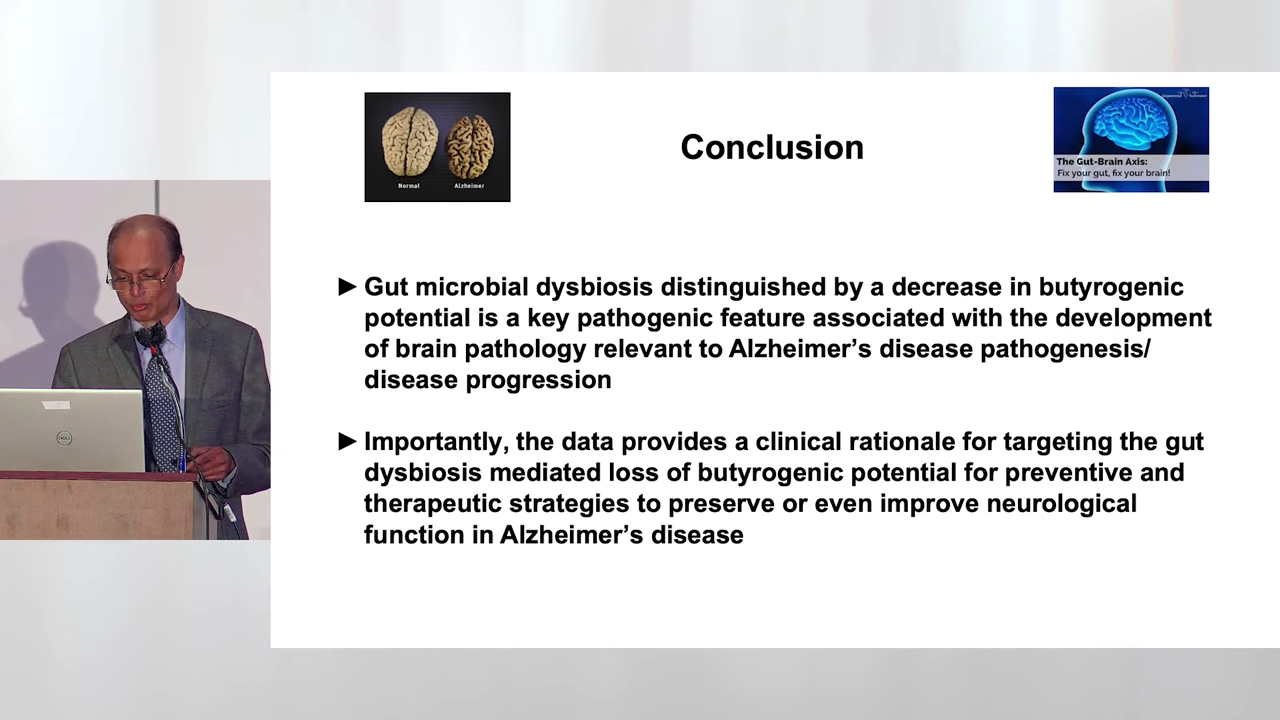 Conclusion
Normal
Alzheimer
The Gut-Brain Axis:
Fix your gut, fix your brain!
► Gut microbial dysbiosis distinguished by a decrease in butyrogenic
potential is a key pathogenic feature associated with the development
of brain pathology relevant to Alzheimer’s disease pathogenesis/
disease progression
► Importantly, the data provides a clinical rationale for targeting the gut
dysbiosis mediated loss of butyrogenic potential for preventive and
therapeutic strategies to preserve or even improve neurological
function in Alzheimer’s disease
DELL